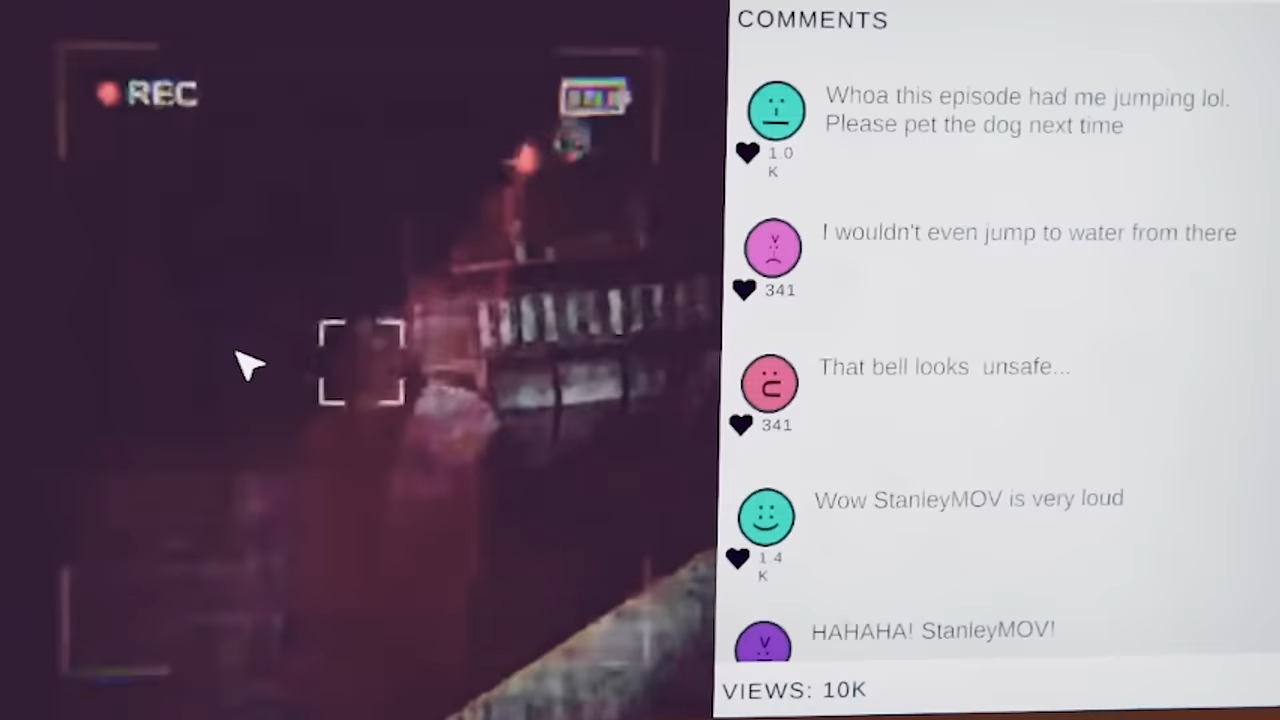 REC
COMMENTS
Whoa this episode had me jumping lol.
Please pet the dog next time
1.0
K
I wouldn't even jump to water from there
341
That bell looks  unsafe...
341
Wow StanleyMOV is very loud
1.4
K
HAHAHA! StanleyMOV!
VIEWS: 10K